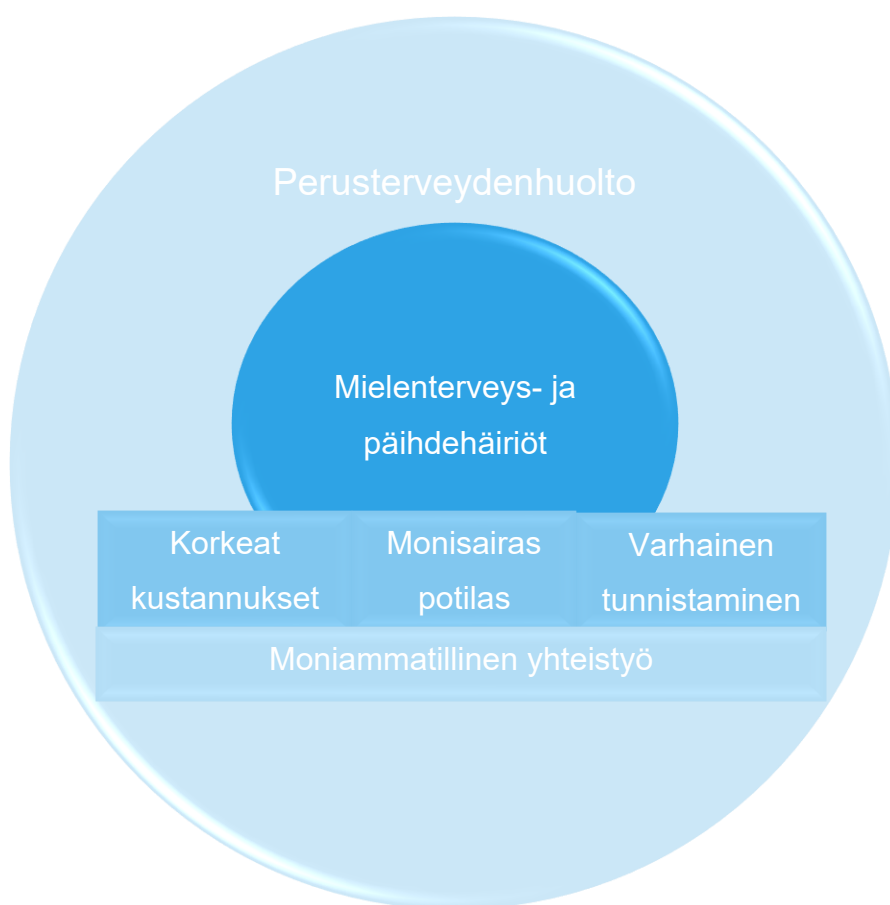 Perusterveydenhuolto
Mielenterveys- ja
päihdehäiriöt
Korkeat
kustannukset
Monisairas
potilas
Varhainen
tunnistaminen
Moniammatillinen yhteistyö